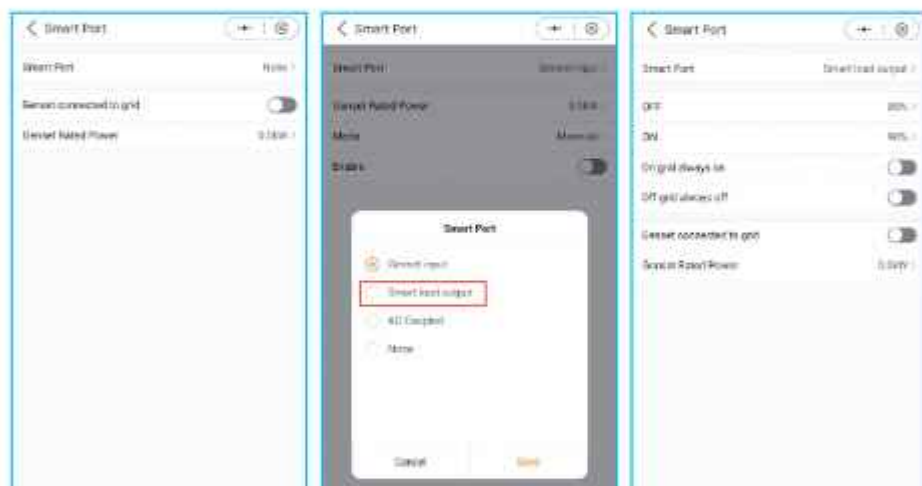 Smart Port
Smart Port None
Genset connected to grid
Genset Rated Power
Smart Port
Smart Port Genset input
Genset Rated Power
Mode
Enable
Smart Port
Genset input
Smart load output
AC Coupled
None
Cancel Save
Smart Port
Smart Port Smart load output
OFF
ON
On grid always on
Off grid always off
Genset connected to grid
Genset Rated Power